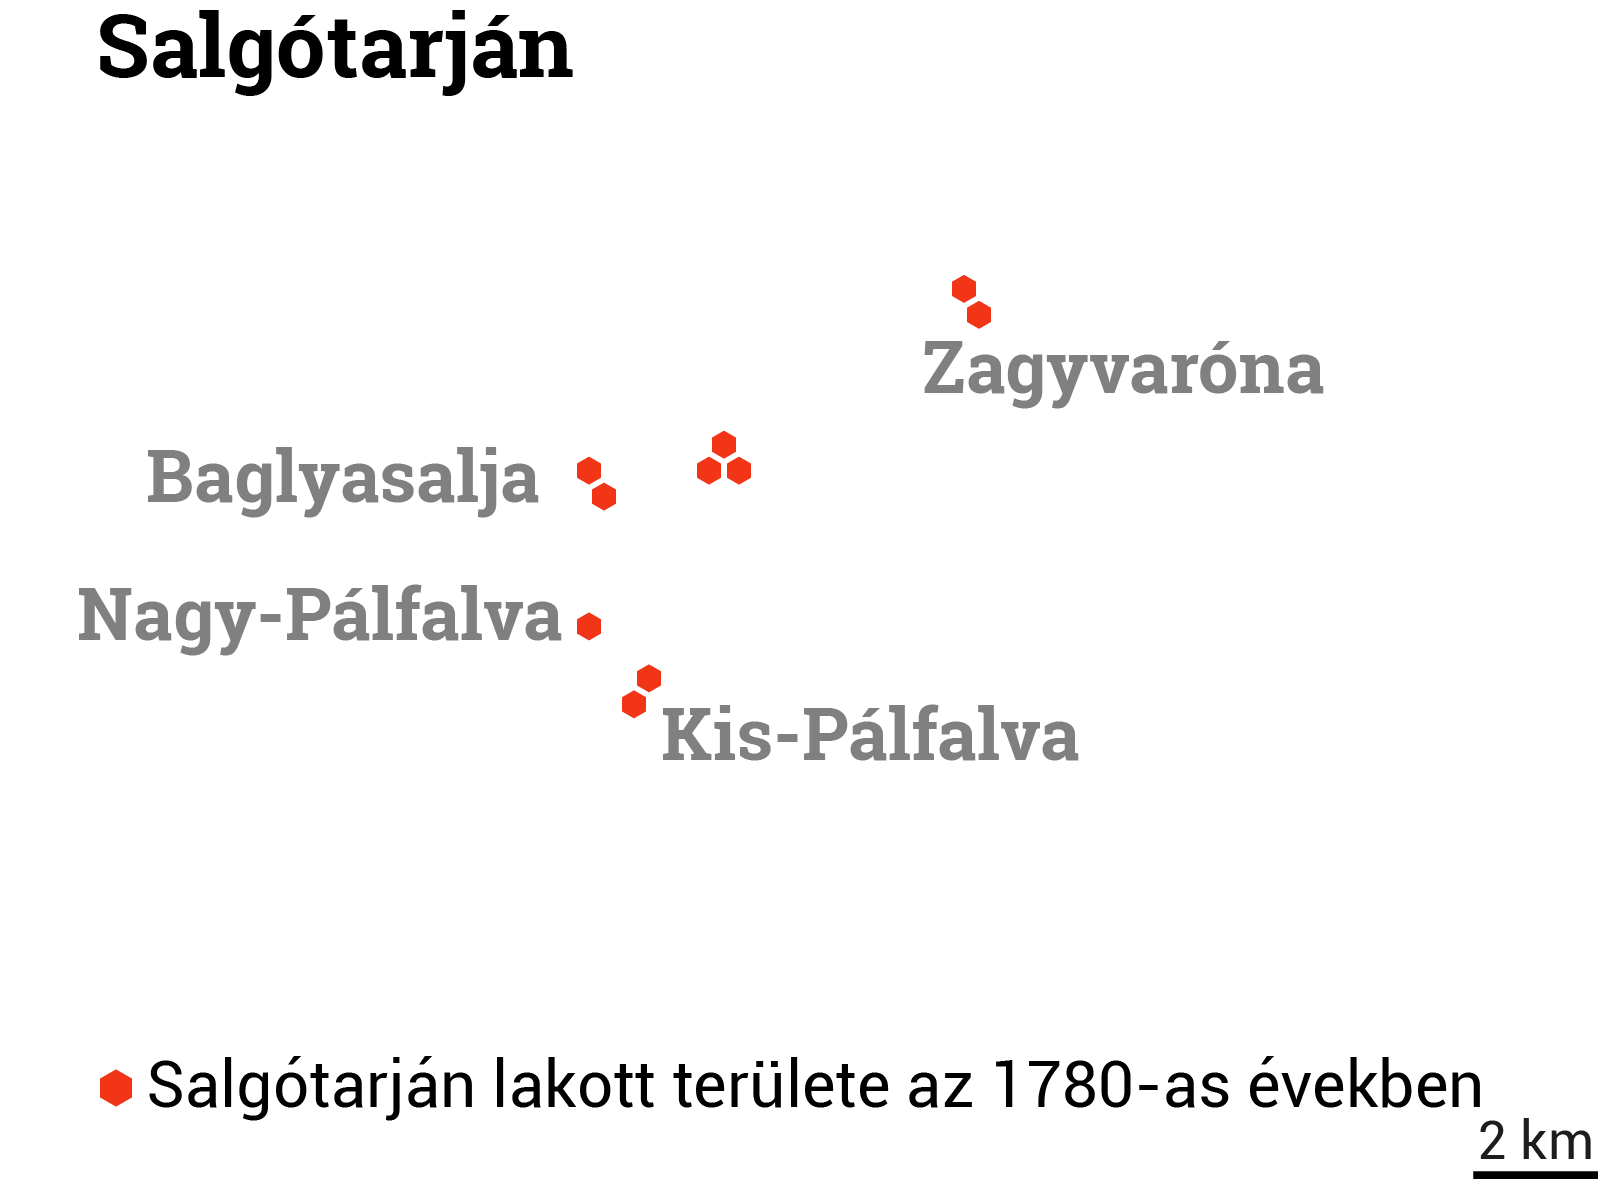 Salgótarján
Zagyvaróna
Baglyasalja
Nagy-Pálfalva
Kis-Pálfalva
Salgótarján lakott területe az 1780-as években
2 km